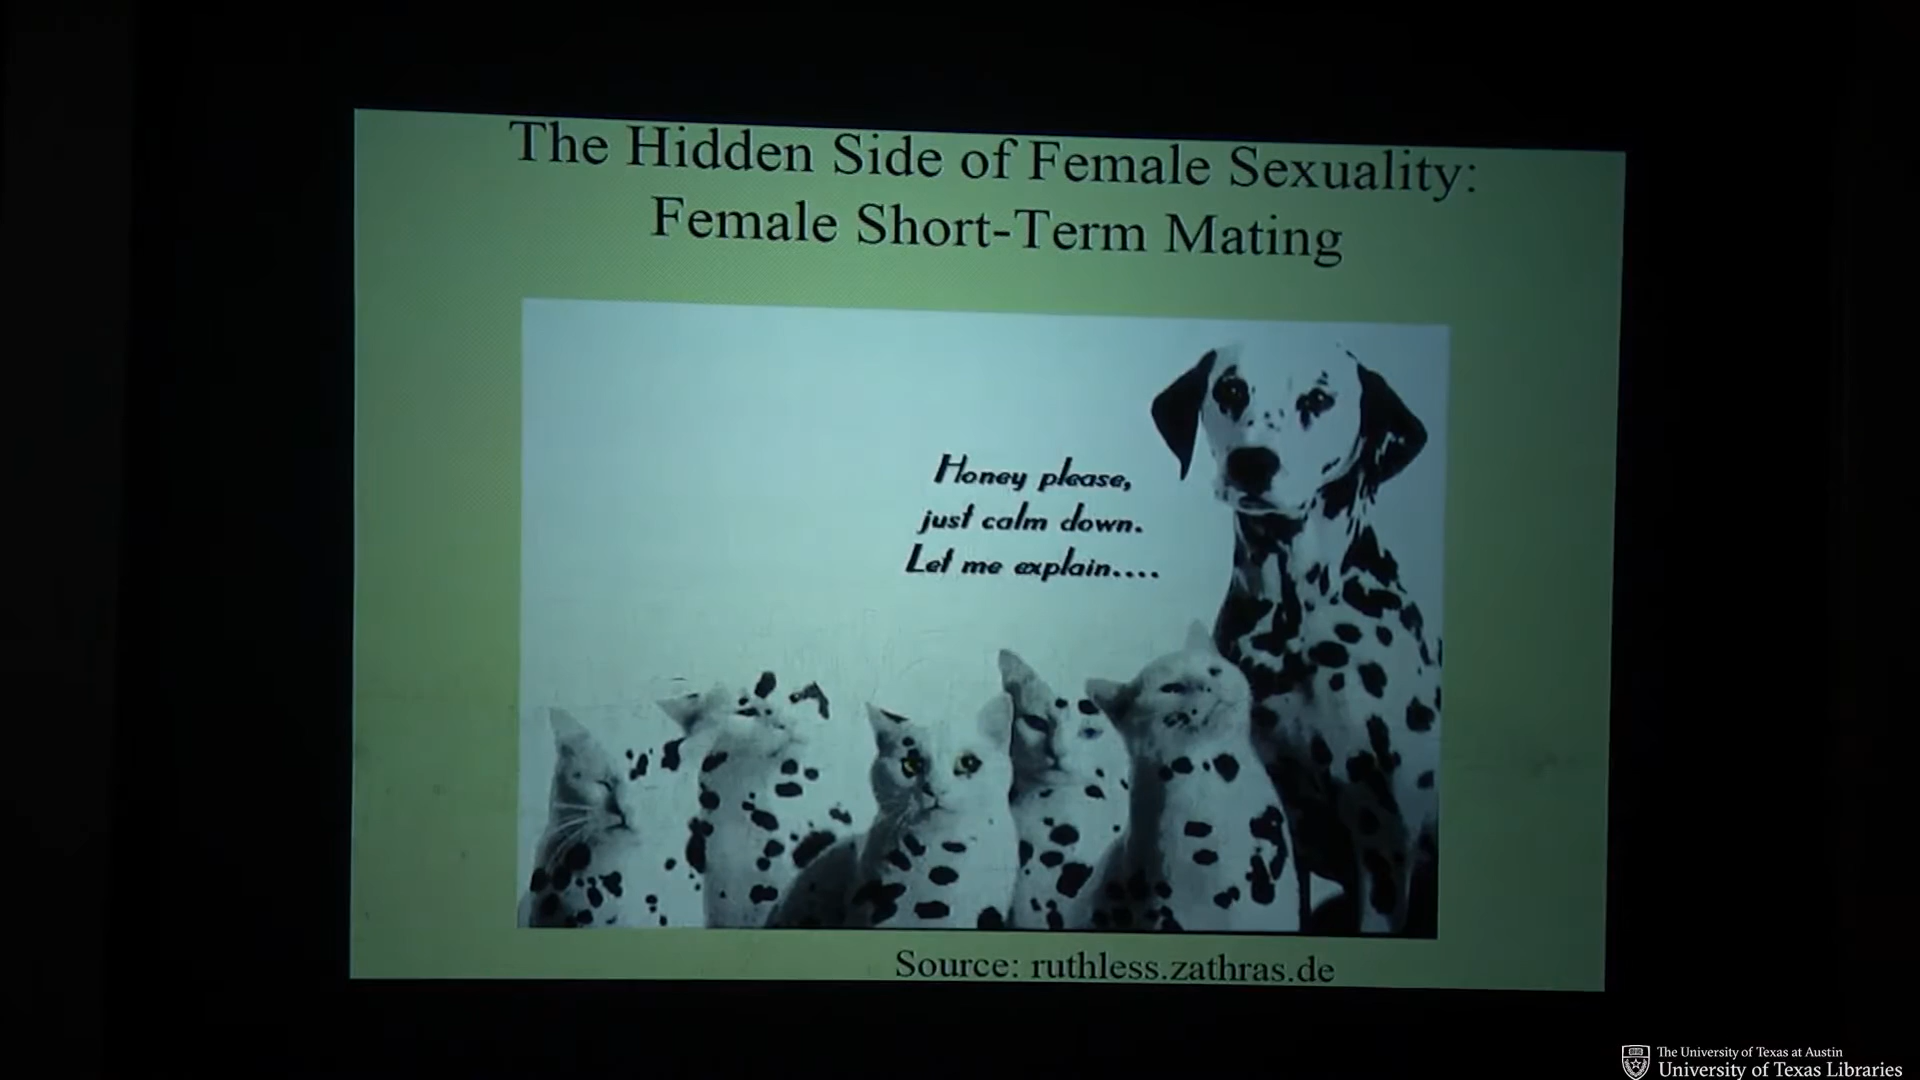 The Hidden Side of Female Sexuality:
Female Short-Term Mating
Honey please,
just calm down.
Let me explain....
Source: ruthless.zathras.de
The University of Texas at Austin
University of Texas Libraries